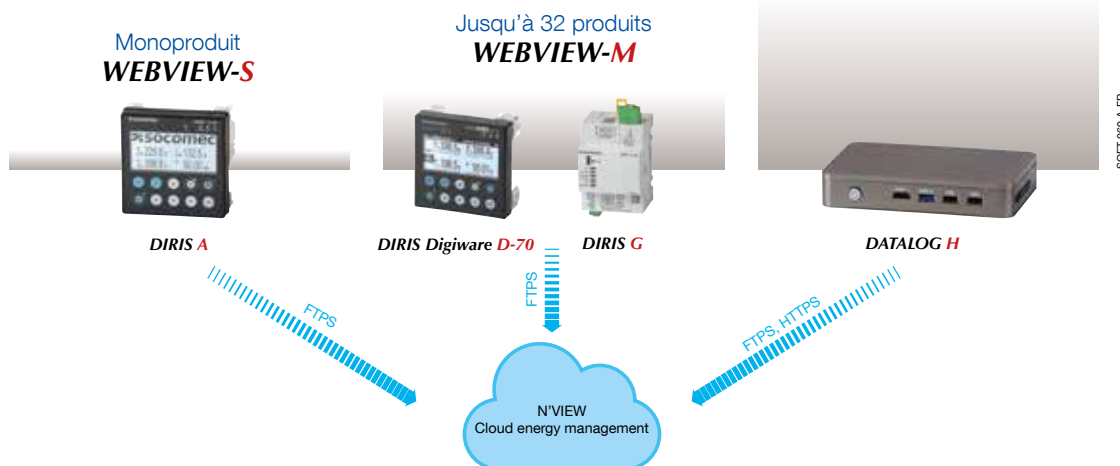 Monoproduit
WEBVIEW-S
Jusqu'à 32 produits
WEBVIEW-M
socomec
DIRIS A
DIRIS Digiware D-70
DIRIS G
DATALOG H
FTPS
FTPS
FTPS, HTTPS
N'VIEW
Cloud energy management